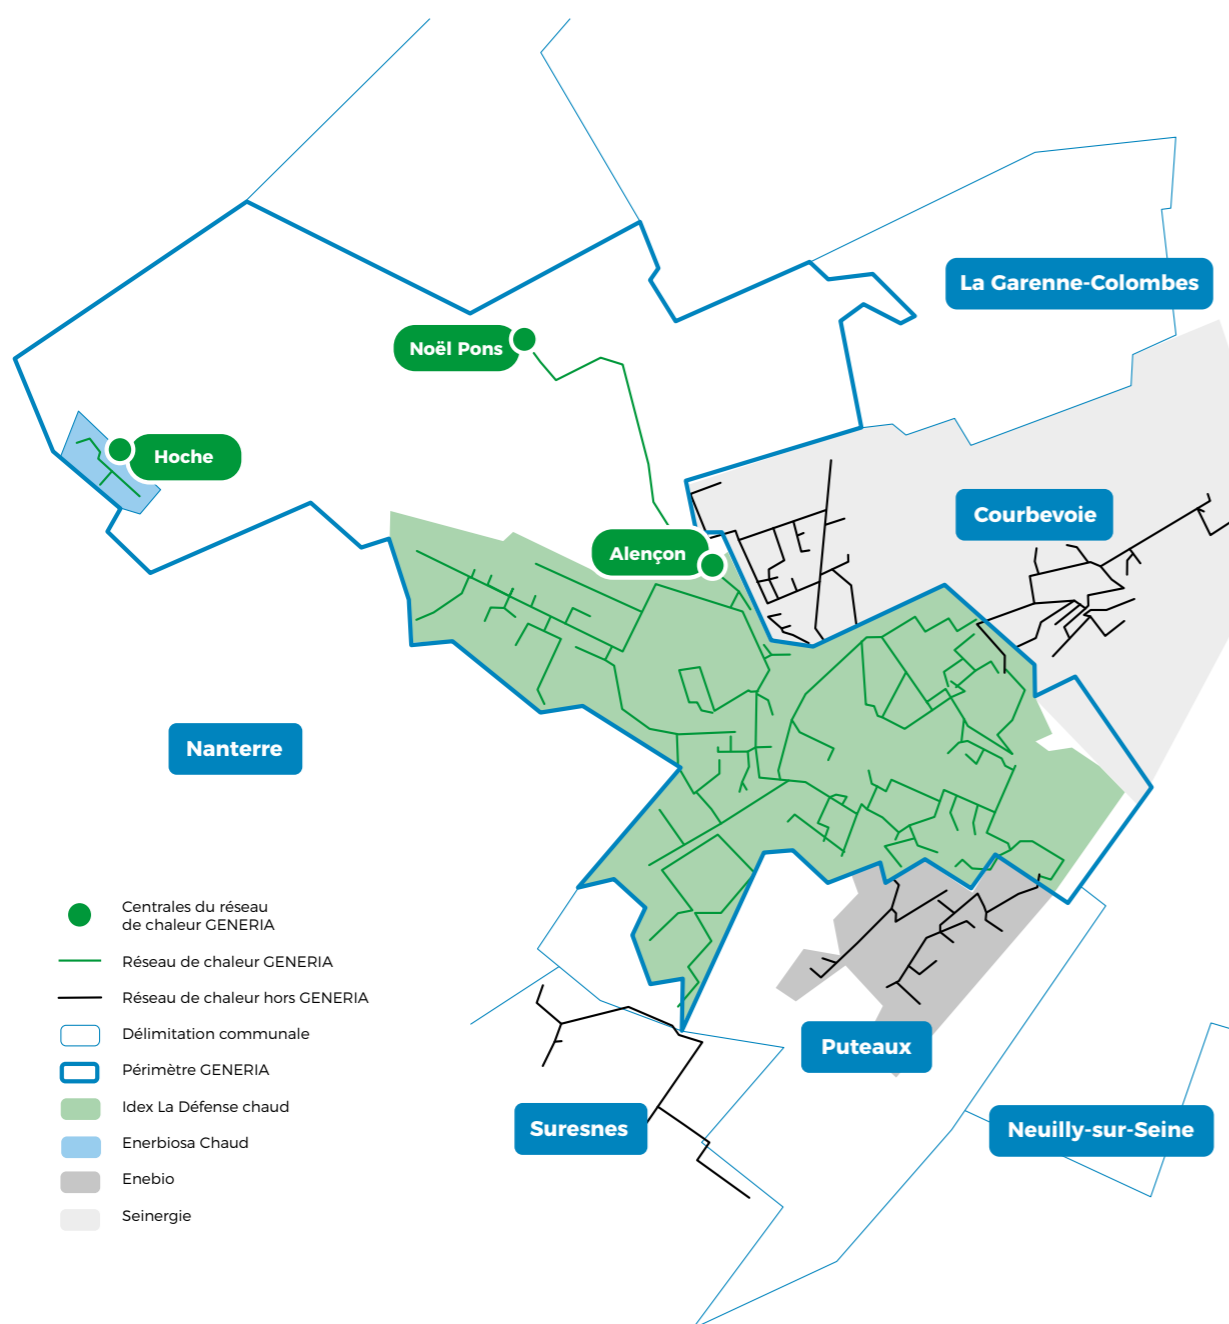 La Garenne-Colombes
Noël Pons
Hoche
Courbevoie
Alençon
Nanterre
Centrales du réseau
de chaleur GENERIA
Réseau de chaleur GENERIA
Réseau de chaleur hors GENERIA
Délimitation communale
Périmètre GENERIA
Idex La Défense chaud
Enerbiosa Chaud
Enebio
Seinergie
Puteaux
Suresnes
Neuilly-sur-Seine